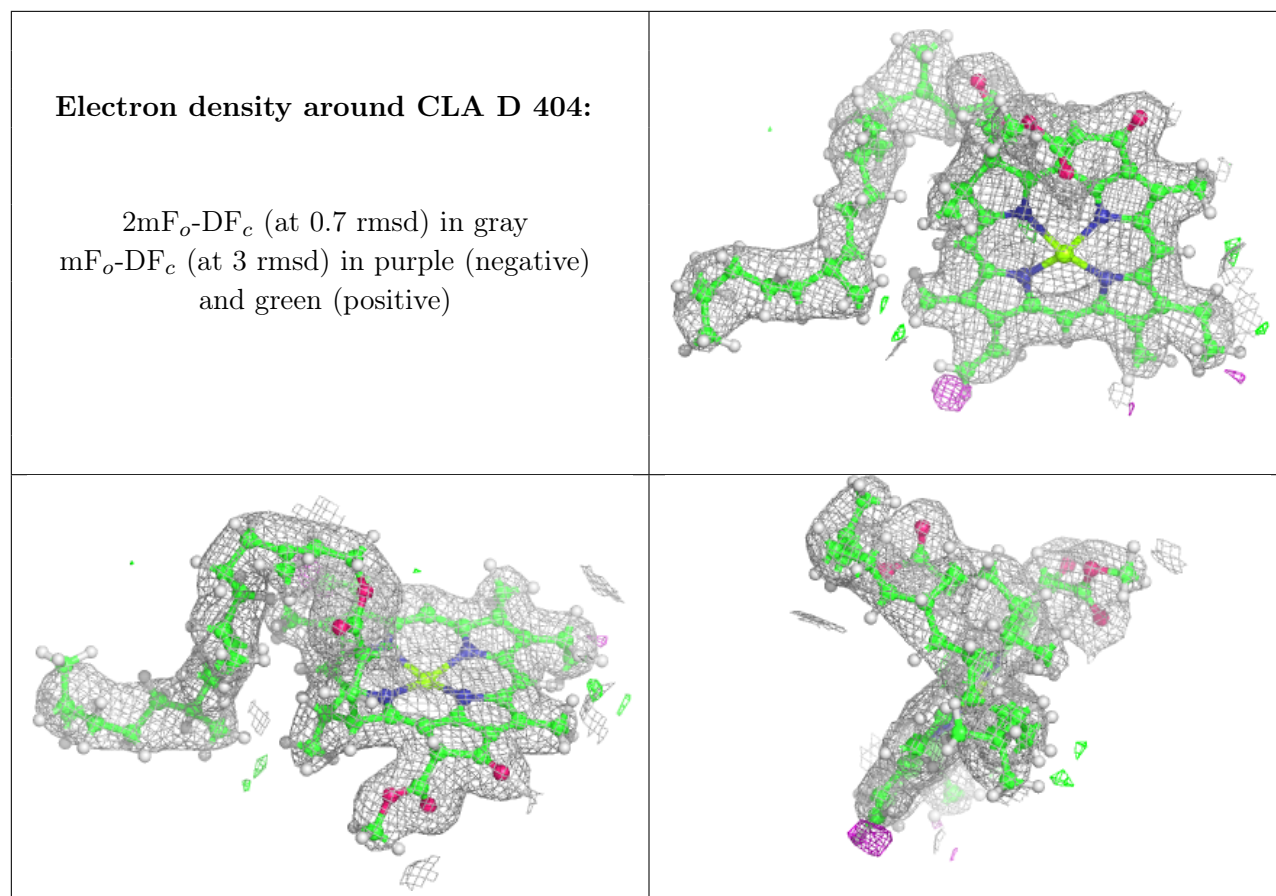 Electron density around CLA D 404:
2mFo-DFc (at 0.7 rmsd) in gray
mFo-DFc (at 3 rmsd) in purple (negative)
and green (positive)